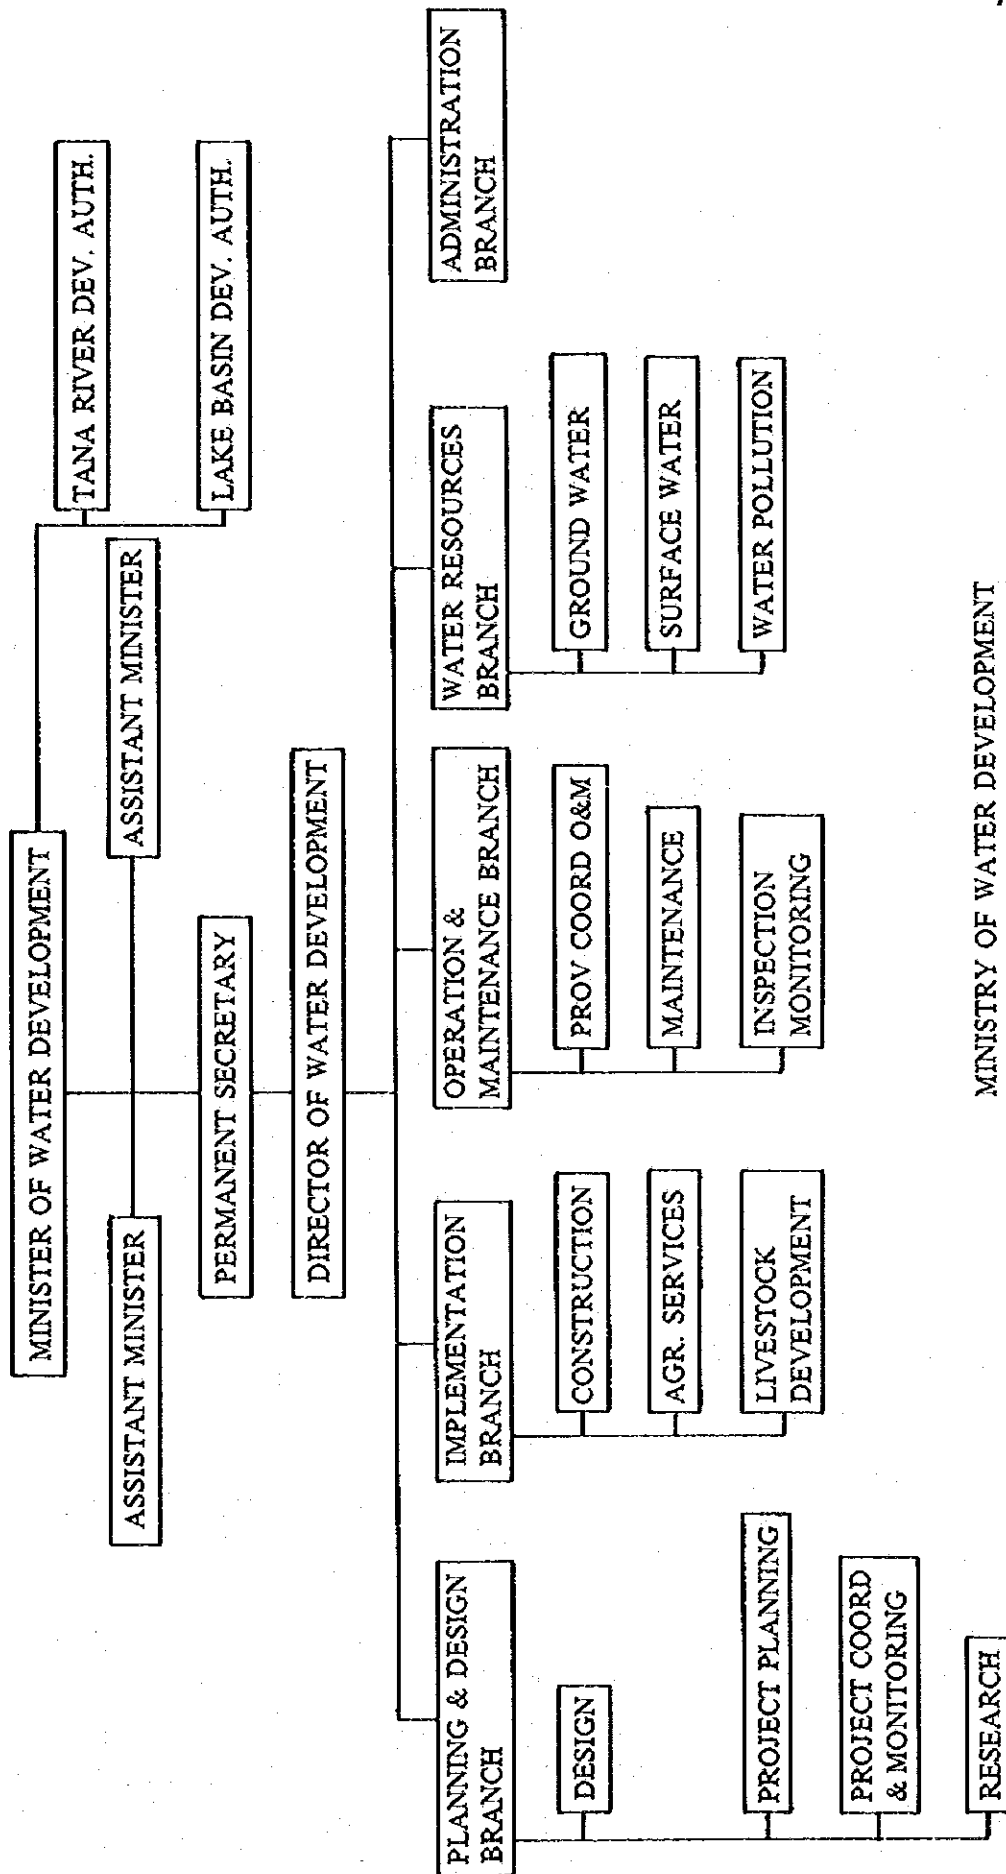 MINISTER OF WATER DEVELOPMENT
TANA RIVER DEV. AUTH.
ASSISTANT MINISTER
ASSISTANT MINISTER
LAKE BASIN DEV. AUTH.
PERMANENT SECRETARY
DIRECTOR OF WATER DEVELOPMENT
PLANNING & DESIGN
BRANCH
IMPLEMENTATION
BRANCH
OPERATION &
MAINTENANCE BRANCH
WATER RESOURCES
BRANCH
ADMINISTRATION
BRANCH
DESIGN
PROJECT PLANNING
PROJECT COORD
& MONITORING
RESEARCH
CONSTRUCTION
AGR. SERVICES
LIVESTOCK
DEVELOPMENT
PROV COORD O&M
MAINTENANCE
INSPECTION
MONITORING
GROUND WATER
SURFACE WATER
WATER POLLUTION
MINISTRY OF WATER DEVELOPMENT